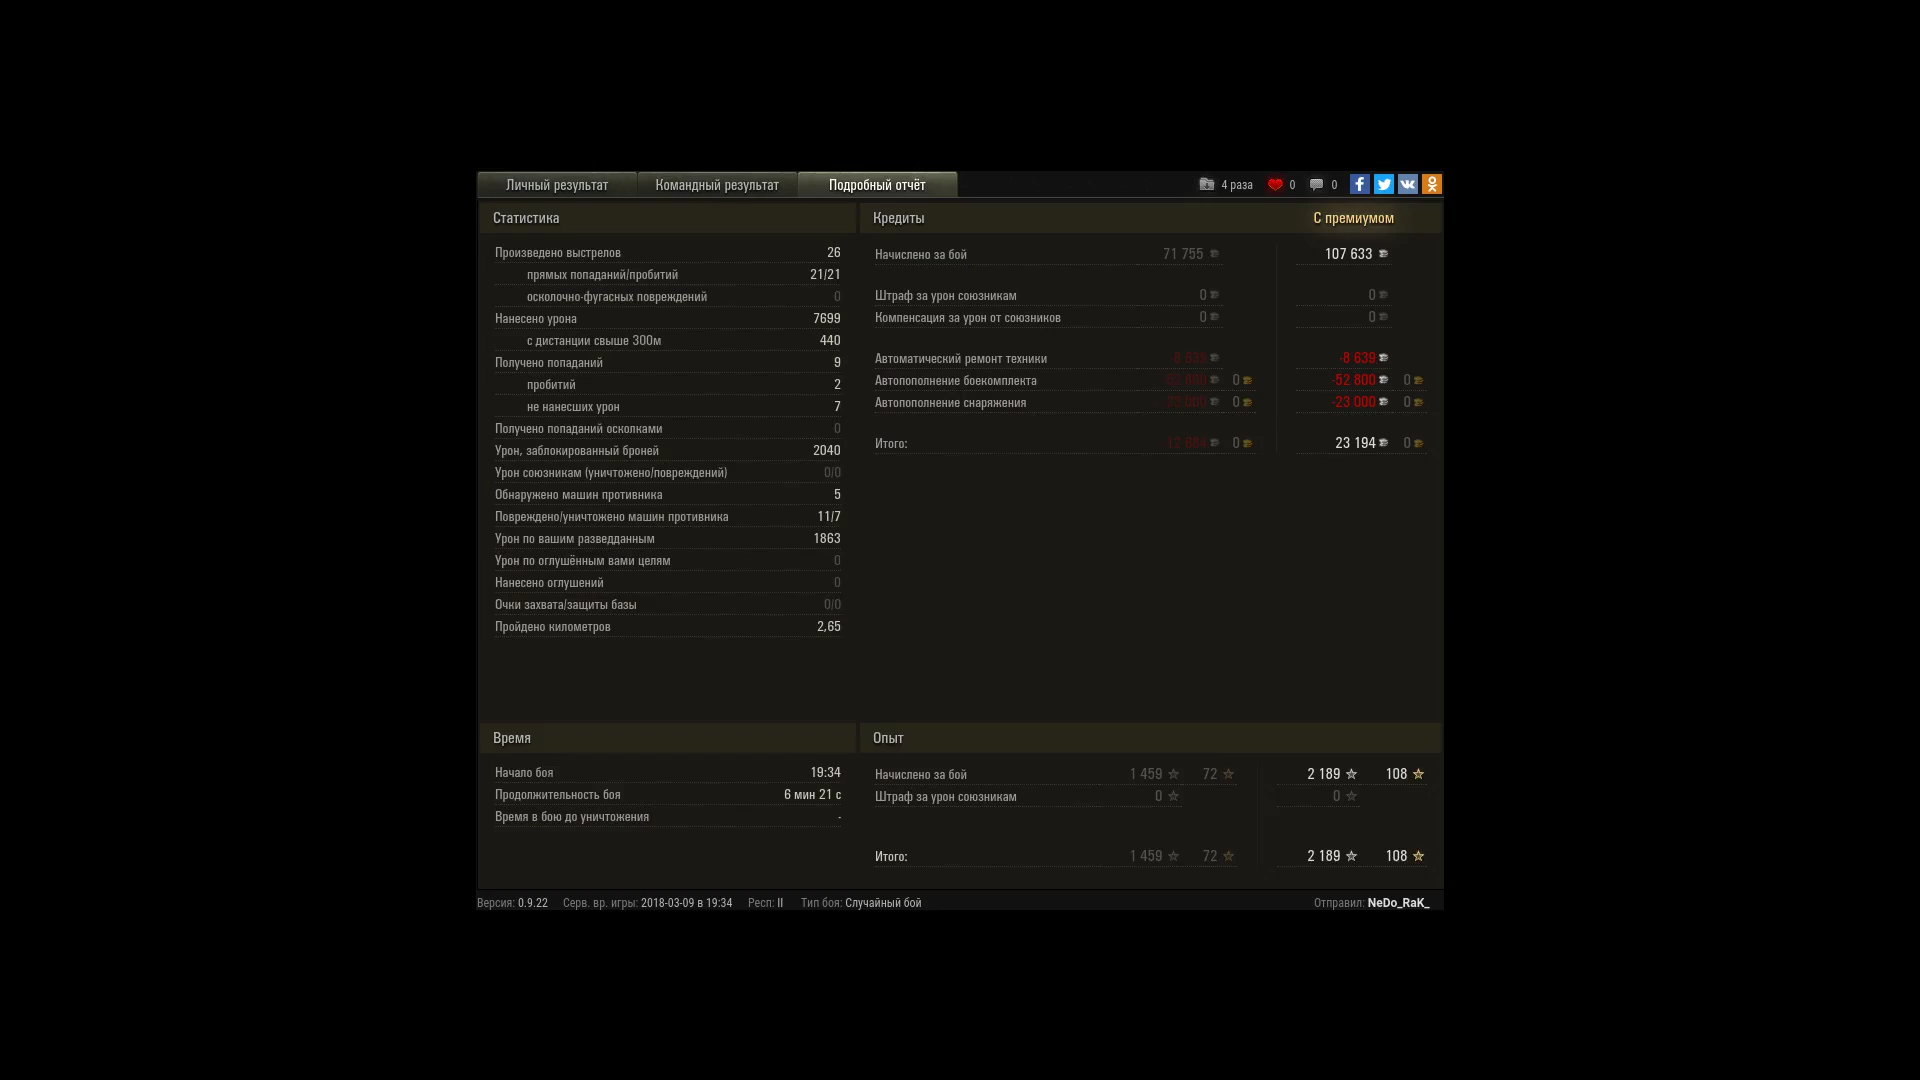 Личный результат Командный результат Подробный отчёт 4 раза 0 0
Статистика
Произведено выстрелов 26
прямых попаданий/пробитий 21/21
осколочно-фугасных повреждений 0
Нанесено урона 7699
с дистанции свыше 300м 440
Получено попаданий 9
пробитий 2
не нанесших урон 7
Получено попаданий осколками 0
Урон, заблокированный броней 2040
Урон союзникам (уничтожено/повреждений) 0/0
Обнаружено машин противника 5
Повреждено/уничтожено машин противника 11/7
Урон по вашим разведданным 1863
Урон по оглушённым вами целям 0
Нанесено оглушений 0
Очки захвата/защиты базы 0/0
Пройдено километров 2,65
Кредиты С премиумом
Начислено за бой 71 755 107 633
Штраф за урон союзникам 0 0
Компенсация за урон от союзников 0 0
Автоматический ремонт техники -8 639 -8 639
Автопополнение боекомплекта -52 800 0 -52 800 0
Автопополнение снаряжения -23 000 0 -23 000 0
Итого: 0 23 194 0
Время
Начало боя 19:34
Продолжительность боя 6 мин 21 с
Время в бою до уничтожения -
Опыт
Начислено за бой 1 459 72 2 189 108
Штраф за урон союзникам 0 0
Итого: 1 459 72 2 189 108
Версия: 0.9.22 Серв. вр. игры: 2018-03-09 в 19:34 Респ: II Тип боя: Случайный бой Отправил: NeDo_RaK_